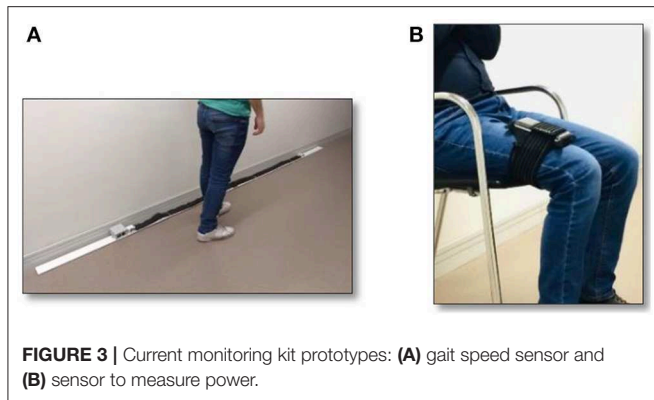 A
B
FIGURE 3 | Current monitoring kit prototypes: (A) gait speed sensor and
(B) sensor to measure power.